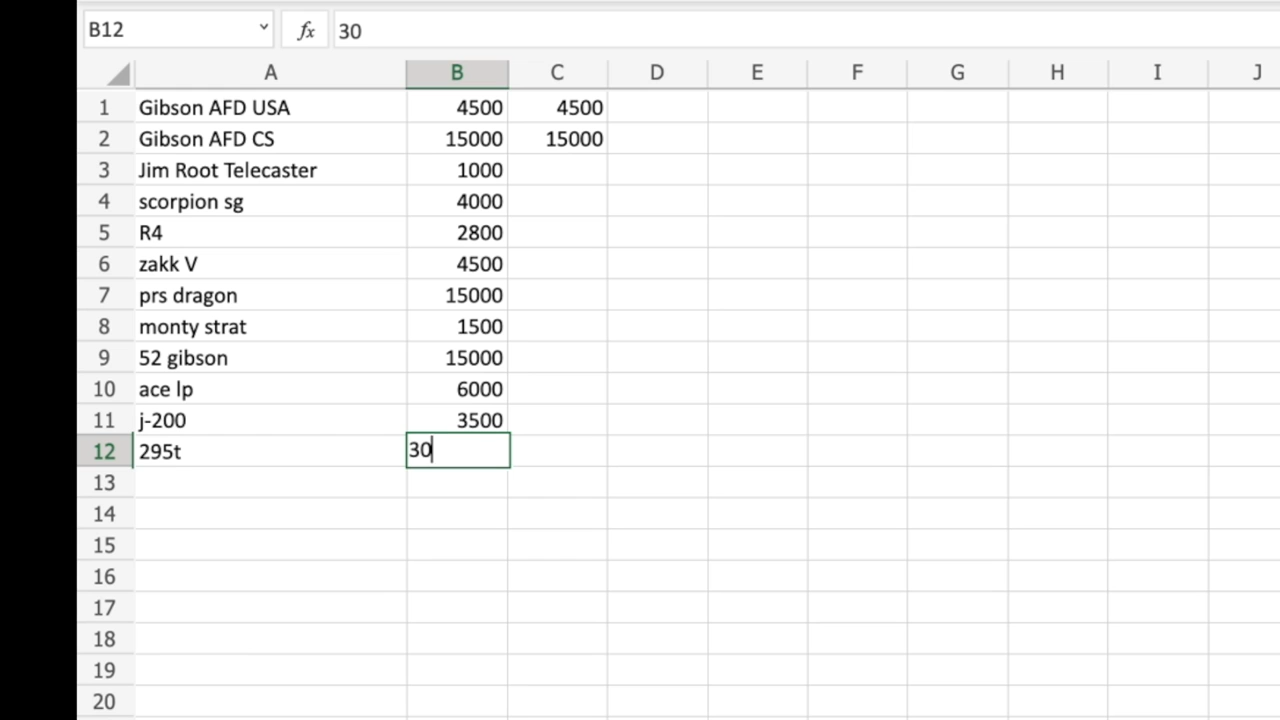 B12 fx 30
A B C D E F G H I J
1 Gibson AFD USA 4500 4500
2 Gibson AFD CS 15000 15000
3 Jim Root Telecaster 1000
4 scorpion sg 4000
5 R4 2800
6 zakk V 4500
7 prs dragon 15000
8 monty strat 1500
9 52 gibson 15000
10 ace lp 6000
11 j-200 3500
12 295t 30
13
14
15
16
17
18
19
20